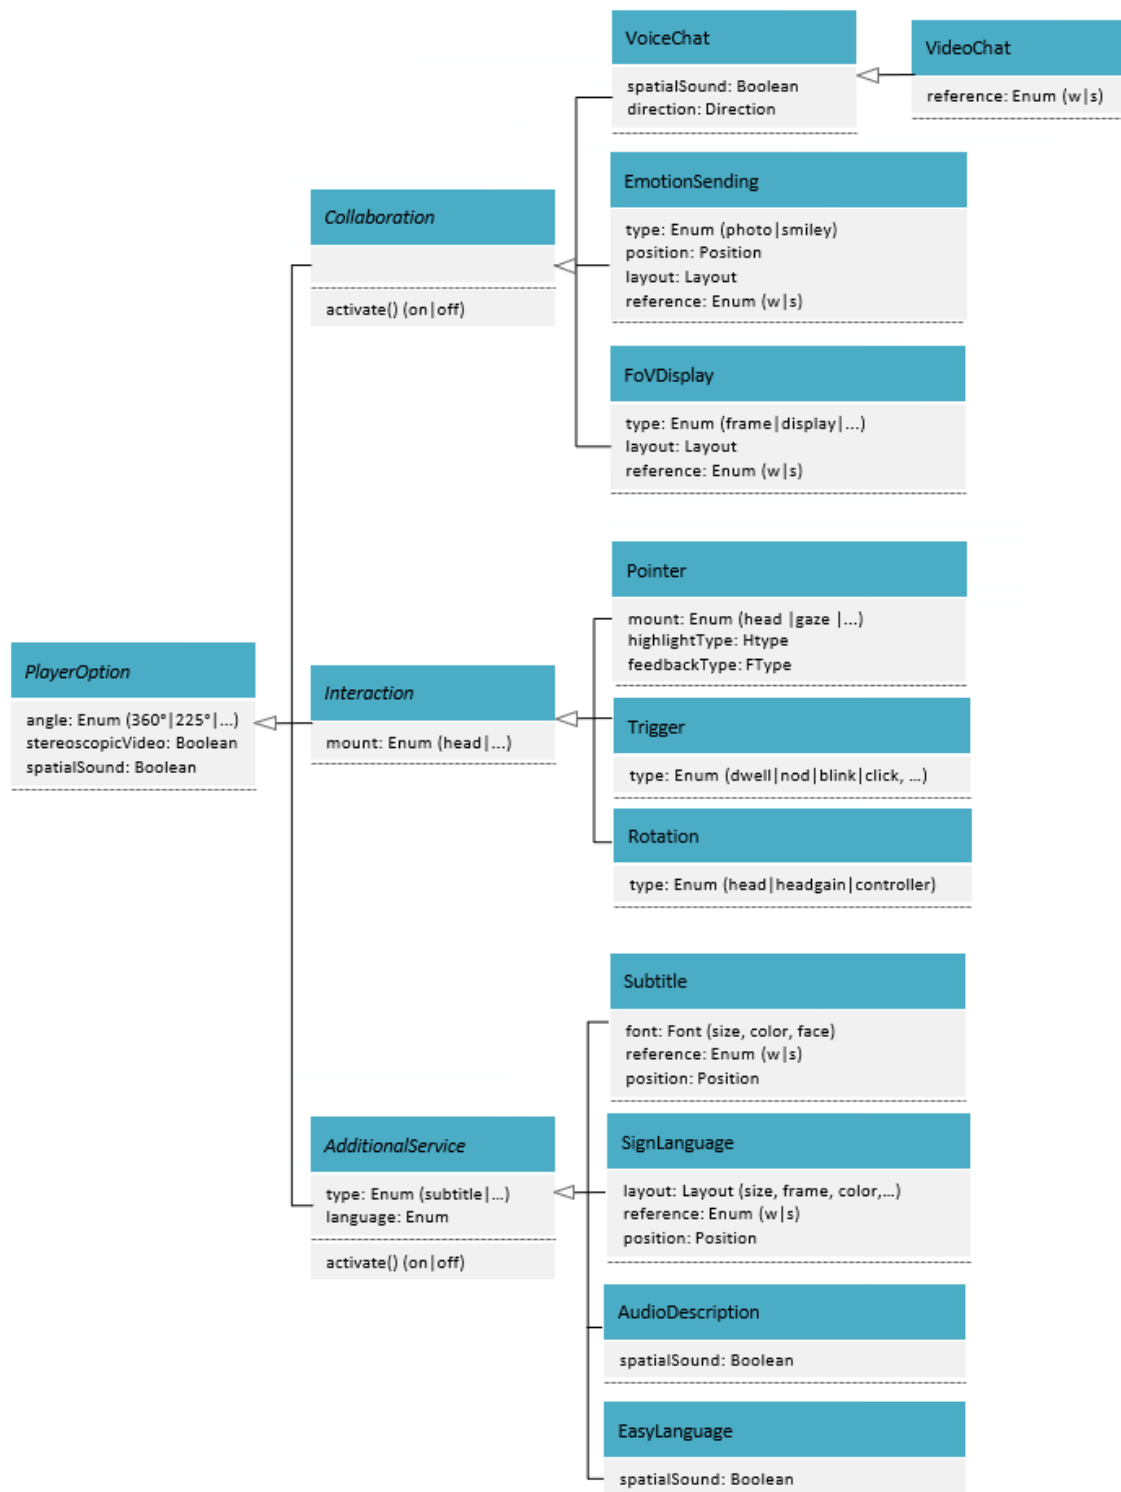 VoiceChat
spatialSound: Boolean
direction: Direction
VideoChat
reference: Enum (w|s)
EmotionSending
type: Enum (photo|smiley)
position: Position
layout: Layout
reference: Enum (w|s)
Collaboration
activate() (on|off)
FoVDisplay
type: Enum (frame|display|...)
layout: Layout
reference: Enum (w|s)
Pointer
mount: Enum (head |gaze |...)
highlightType: Htype
feedbackType: FType
PlayerOption
angle: Enum (360°|225°|...)
stereoscopicVideo: Boolean
spatialSound: Boolean
Interaction
mount: Enum (head|...)
Trigger
type: Enum (dwell|nod|blink|click, ...)
Rotation
type: Enum (head|headgain|controller)
Subtitle
font: Font (size, color, face)
reference: Enum (w|s)
position: Position
AdditionalService
type: Enum (subtitle|...)
language: Enum
activate() (on|off)
SignLanguage
layout: Layout (size, frame, color,...)
reference: Enum (w|s)
position: Position
AudioDescription
spatialSound: Boolean
EasyLanguage
spatialSound: Boolean